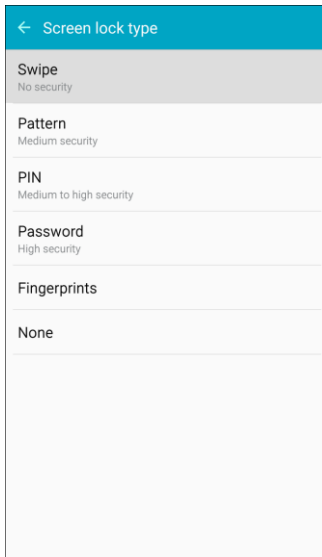 Screen lock type
Swipe
No security
Pattern
Medium security
PIN
Medium to high security
Password
High security
Fingerprints
None